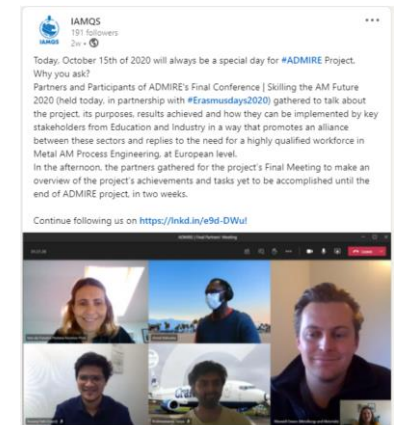 IAMQS
191 followers
2w •
Today, October 15th of 2020 will always be a special day for #ADMIRE Project.
Why you ask?
Partners and Participants of ADMIRE's Final Conference | Skilling the AM Future
2020 (held today, in partnership with #Erasmusdays2020) gathered to talk about
the project, its purposes, results achieved and how they can be implemented by key
stakeholders from Education and Industry in a way that promotes an alliance
between these sectors and replies to the need for a highly qualified workforce in
Metal AM Process Engineering, at European level.
In the afternoon, the partners gathered for the project's Final Meeting to make an
overview of the project's achievements and tasks yet to be accomplished until the
end of ADMIRE project, in two weeks.
Continue following us on https://lnkd.in/e9d-DWu!
ADMIRE | Final Partners Meeting
Leave